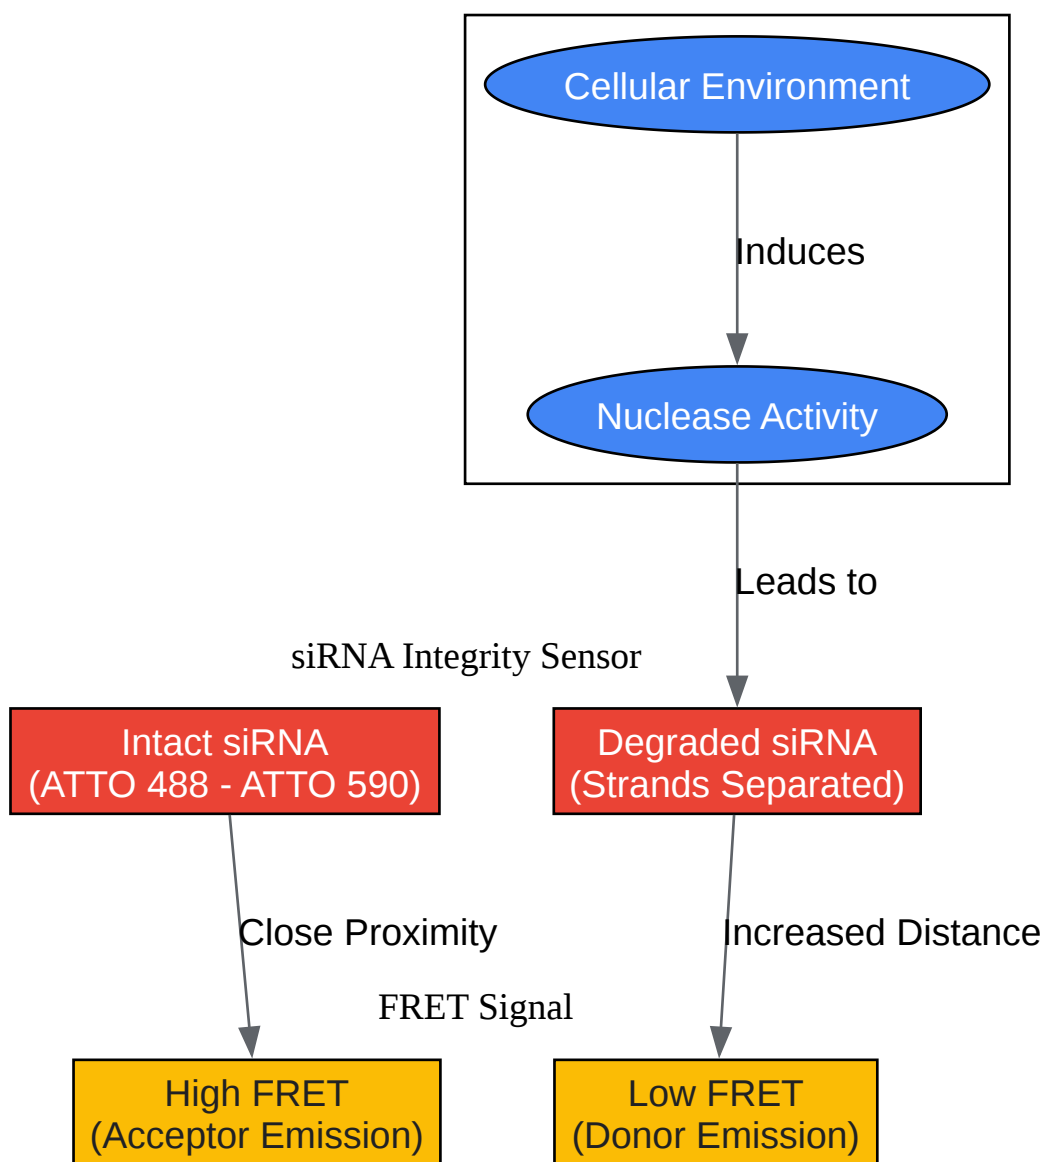 Cellular Environment
Induces
Nuclease Activity
Leads to
siRNA Integrity Sensor
Intact siRNA
(ATTO 488 - ATTO 590)
Degraded siRNA
(Strands Separated)
Close Proximity
Increased Distance
FRET Signal
High FRET
(Acceptor Emission)
Low FRET
(Donor Emission)